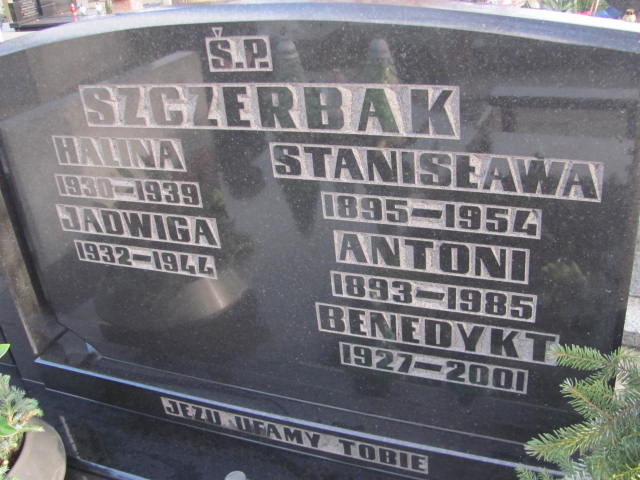 Ś.P.
SZCZERBAK
HALINA
1930-1939
JADWIGA
1932-1944
STANISŁAWA
1895-1954
ANTONI
1893-1985
BENEDYKT
1927-2001
JEZU UFAMY TOBIE